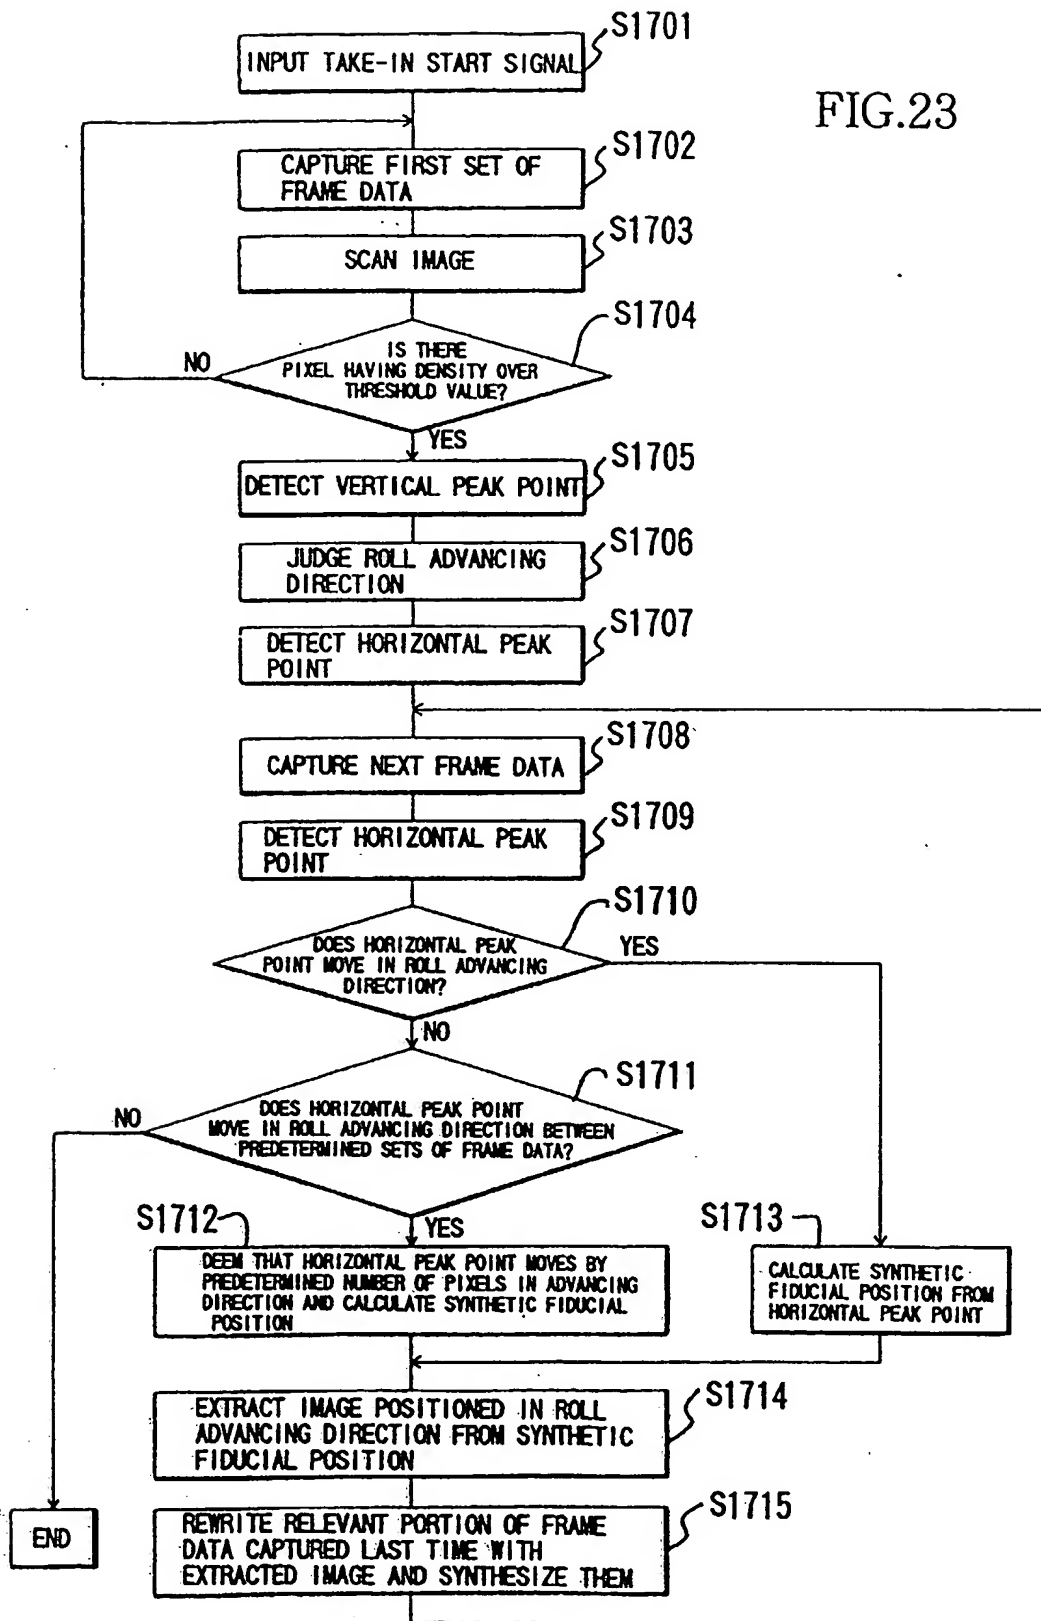 S1701
INPUT TAKE-IN START SIGNAL
FIG.23
S1702
CAPTURE FIRST SET OF
FRAME DATA
S1703
SCAN IMAGE
S1704
IS THERE
PIXEL HAVING DENSITY OVER
THRESHOLD VALUE?
NO
YES
S1705
DETECT VERTICAL PEAK POINT
S1706
JUDGE ROLL ADVANCING
DIRECTION
S1707
DETECT HORIZONTAL PEAK
POINT
S1708
CAPTURE NEXT FRAME DATA
S1709
DETECT HORIZONTAL PEAK
POINT
S1710
DOES HORIZONTAL PEAK
POINT MOVE IN ROLL ADVANCING
DIRECTION?
YES
NO
S1711
DOES HORIZONTAL PEAK POINT
MOVE IN ROLL ADVANCING DIRECTION BETWEEN
PREDETERMINED SETS OF FRAME DATA?
NO
YES
S1712
DEEM THAT HORIZONTAL PEAK POINT MOVES BY
PREDETERMINED NUMBER OF PIXELS IN ADVANCING
DIRECTION AND CALCULATE SYNTHETIC FIDUCIAL
POSITION
S1713
CALCULATE SYNTHETIC
FIDUCIAL POSITION FROM
HORIZONTAL PEAK POINT
S1714
EXTRACT IMAGE POSITIONED IN ROLL
ADVANCING DIRECTION FROM SYNTHETIC
FIDUCIAL POSITION
S1715
REWRITE RELEVANT PORTION OF FRAME
DATA CAPTURED LAST TIME WITH
EXTRACTED IMAGE AND SYNTHESIZE THEM
END